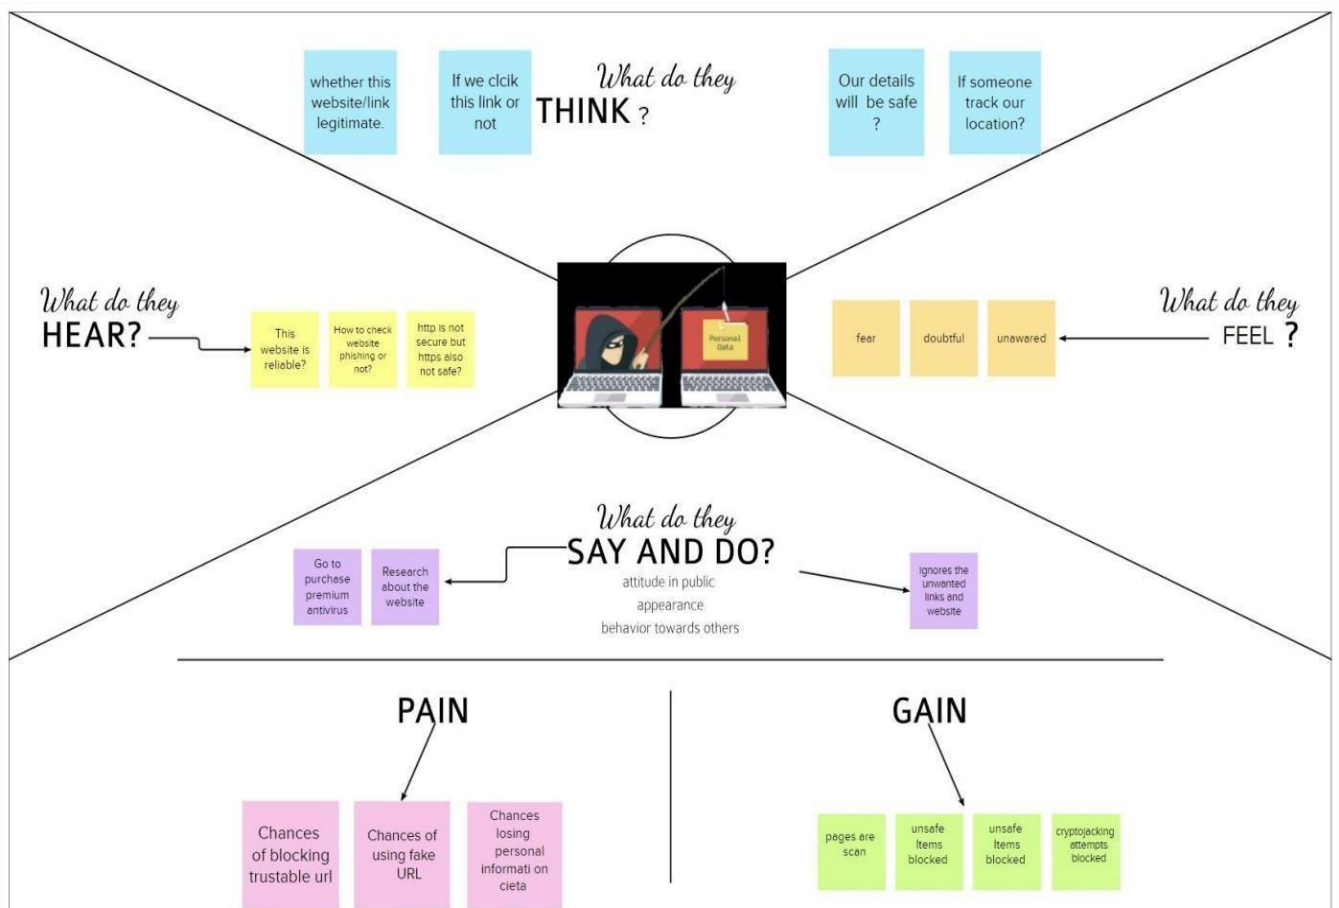 whether this
website/link
legitimate.
If we clcik
this link or
not
What do they
THINK ?
Our details
will be safe
?
If someone
track our
location?
What do they
HEAR?
This
website is
reliable?
How to check
website
phishing or
not?
http is not
secure but
https also
not safe?
Personal
Data
fear
doubtful
unawared
What do they
FEEL ?
What do they
SAY AND DO?
attitude in public
appearance
behavior towards others
Go to
purchase
premium
antivirus
Research
about the
website
Ignores the
unwanted
links and
website
PAIN
Chances
of blocking
trustable url
Chances of
using fake
URL
Chances
losing
personal
informati on
cieta
GAIN
pages are
scan
unsafe
Items
blocked
unsafe
Items
blocked
cryptojacking
attempts
blocked